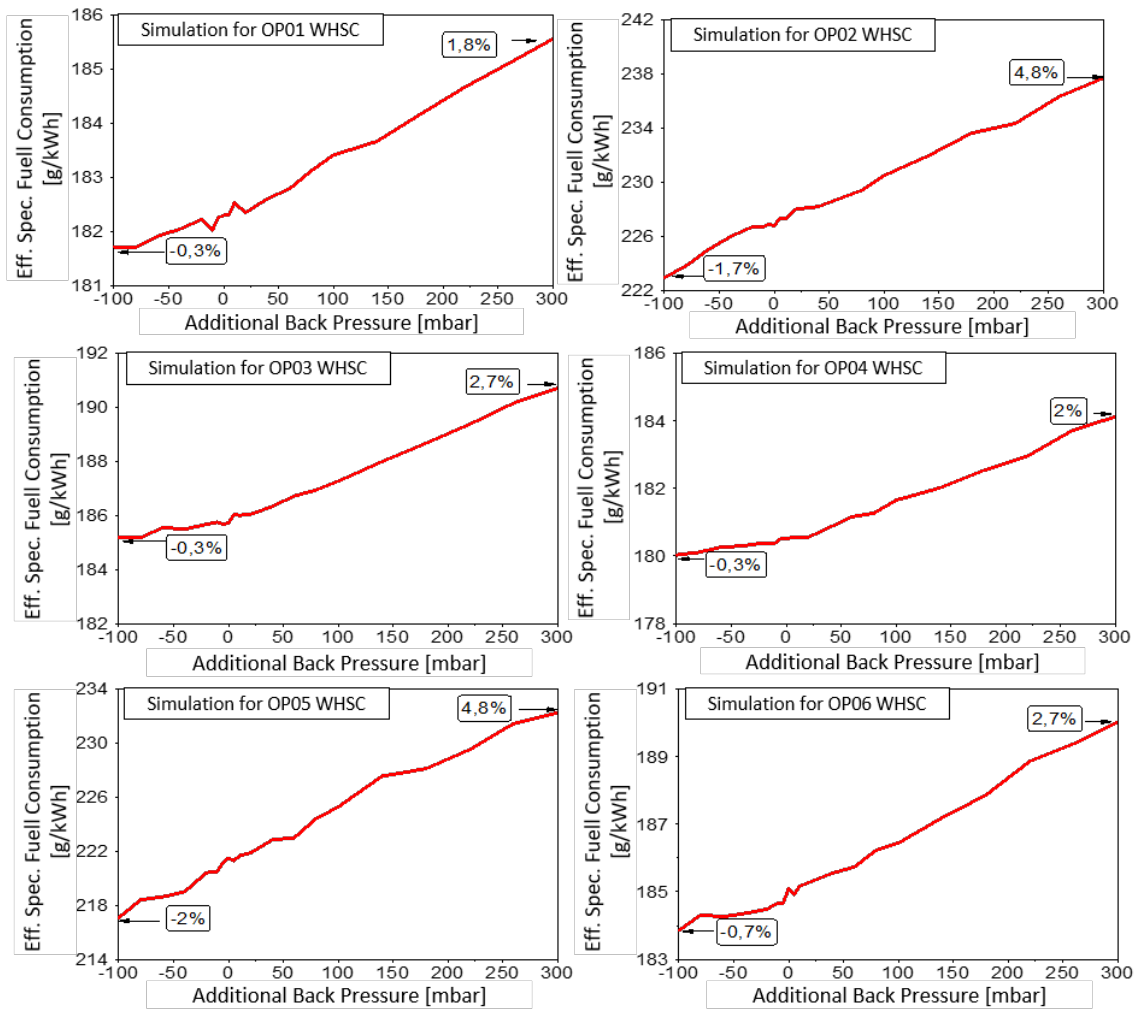 Simulation for OP01 WHSC
Eff. Spec. Fuell Consumption
[g/kWh]
186
185
184
183
182
181
1,8%
-0,3%
-100 -50 0 50 100 150 200 250 300
Additional Back Pressure [mbar]
Simulation for OP02 WHSC
Eff. Spec. Fuell Consumption
[g/kWh]
242
238
234
230
226
222
4,8%
-1,7%
-100 -50 0 50 100 150 200 250 300
Additional Back Pressure [mbar]
Simulation for OP03 WHSC
Eff. Spec. Fuell Consumption
[g/kWh]
192
190
188
186
184
182
2,7%
-0,3%
-100 -50 0 50 100 150 200 250 300
Additional Back Pressure [mbar]
Simulation for OP04 WHSC
Eff. Spec. Fuell Consumption
[g/kWh]
186
184
182
180
178
2%
-0,3%
-100 -50 0 50 100 150 200 250 300
Additional Back Pressure [mbar]
Simulation for OP05 WHSC
Eff. Spec. Fuell Consumption
[g/kWh]
234
230
226
222
218
214
4,8%
-2%
-100 -50 0 50 100 150 200 250 300
Additional Back Pressure [mbar]
Simulation for OP06 WHSC
Eff. Spec. Fuell Consumption
[g/kWh]
191
189
187
185
183
2,7%
-0,7%
-100 -50 0 50 100 150 200 250 300
Additional Back Pressure [mbar]